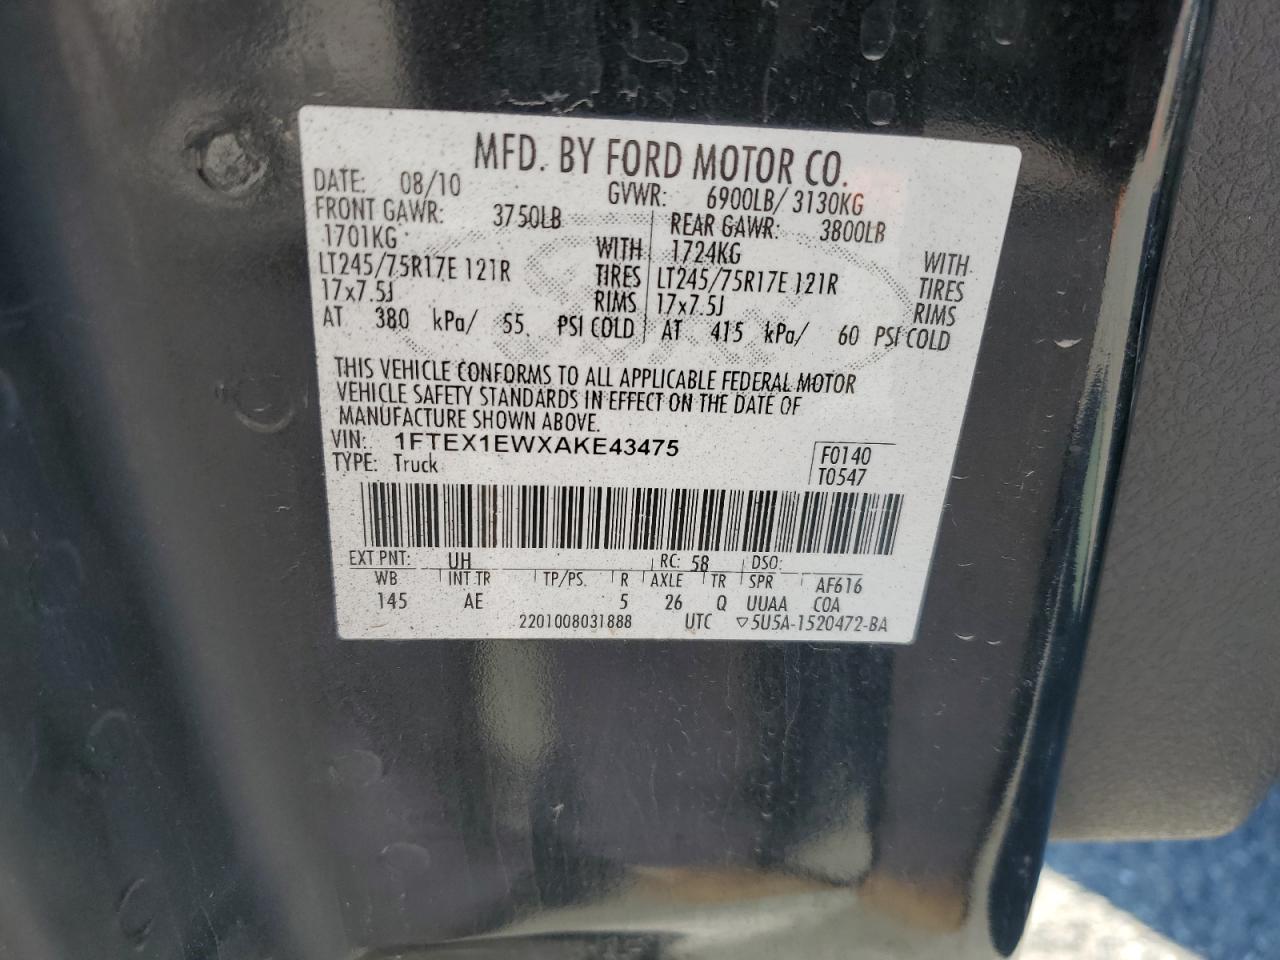 MFD. BY FORD MOTOR CO.
DATE: 08/10 GVWR: 6900LB/ 3130KG
FRONT GAWR: 3750LB REAR GAWR: 3800LB
1701KG WITH 1724KG WITH
LT245/75R17E 121R TIRES LT245/75R17E 121R TIRES
17x7.5J RIMS 17x7.5J RIMS
AT 380 kPa/ 55 PSI COLD AT 415 kPa/ 60 PSI COLD
THIS VEHICLE CONFORMS TO ALL APPLICABLE FEDERAL MOTOR
VEHICLE SAFETY STANDARDS IN EFFECT ON THE DATE OF
MANUFACTURE SHOWN ABOVE.
VIN: 1FTEX1EWXAKE43475 F0140
TYPE: Truck T0547
EXT PNT: UH RC: 58 DSO:
WB INT TR TP/PS. R AXLE TR SPR AF616
145 AE 5 26 Q UUAA COA
2201008031888 UTC ▽5U5A-1520472-BA